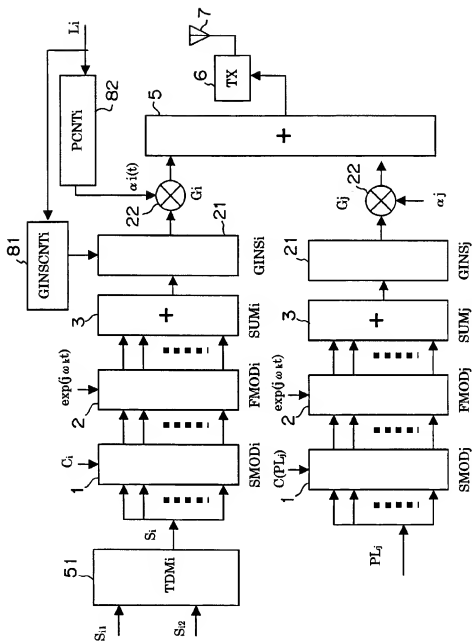 Li
PCNTi
82
GINSCNTi
81
αi(t)
7
6
TX
5
+
Gi
22
Gj
22
αj
21
GINSi
21
GINSj
3
+
SUMi
3
+
SUMj
exp(jωkt)
2
FMODi
exp(jωkt)
2
FMODj
Ci
1
SMODi
C(PLj)
1
SMODj
Si
PLj
51
TDMi
Si1
Si2